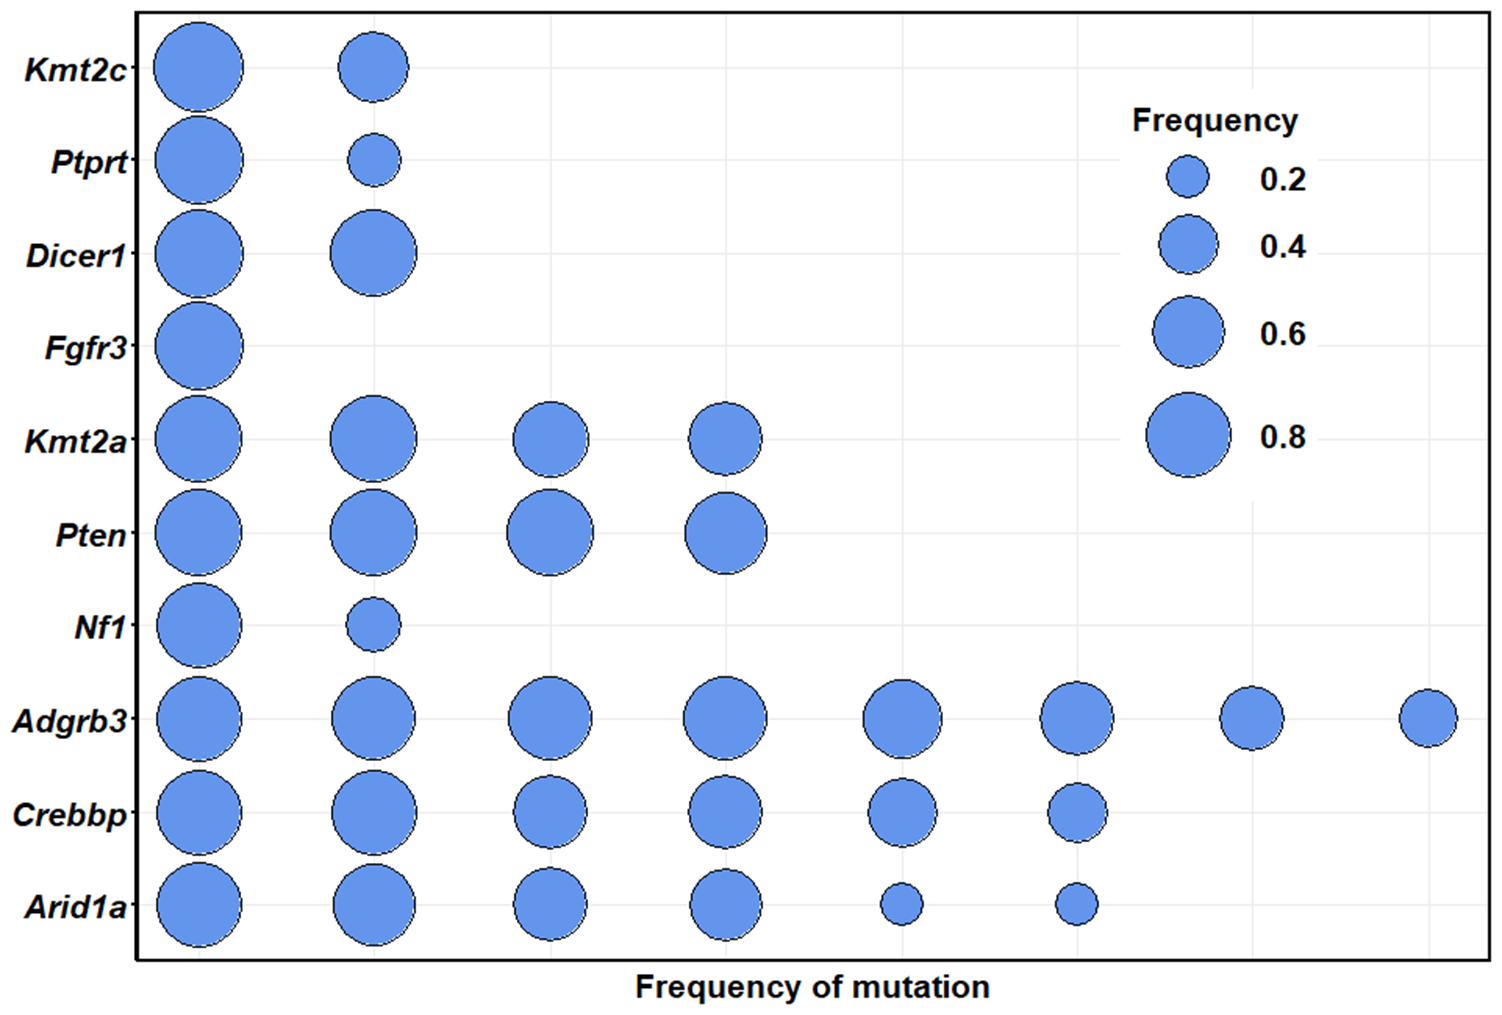 Kmt2c
Ptprt
Dicer1
Fgfr3
Kmt2a
Pten
Nf1
Adgrb3
Crebbp
Arid1a
Frequency
0.2
0.4
0.6
0.8
Frequency of mutation